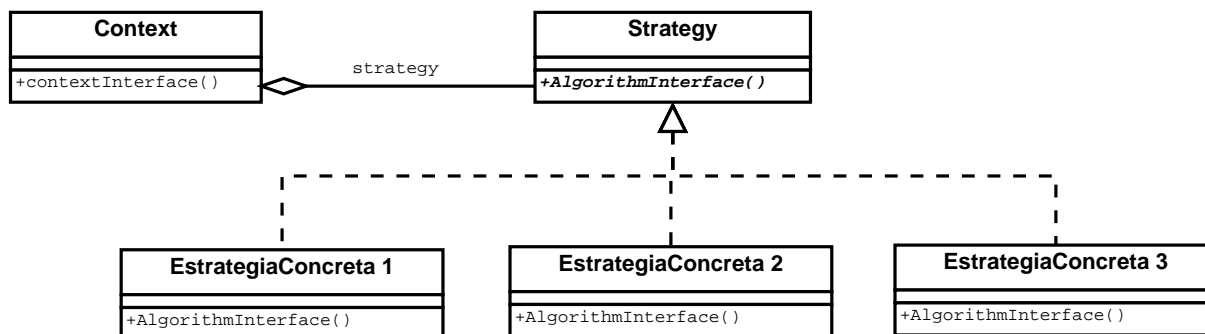 Context
Strategy
strategy
+contextInterface()
+AlgorithmInterface()
EstrategiaConcreta 1
EstrategiaConcreta 2
EstrategiaConcreta 3
+AlgorithmInterface()
+AlgorithmInterface()
+AlgorithmInterface()